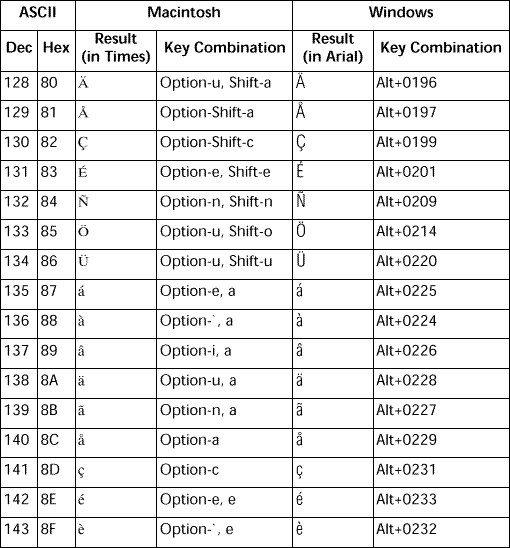 ASCII Macintosh Windows
Dec Hex Result (in Times) Key Combination Result (in Arial) Key Combination
128 80 Ä Option-u, Shift-a Ä Alt+0196
129 81 Å Option-Shift-a Å Alt+0197
130 82 Ç Option-Shift-c Ç Alt+0199
131 83 É Option-e, Shift-e É Alt+0201
132 84 Ñ Option-n, Shift-n Ñ Alt+0209
133 85 Ö Option-u, Shift-o Ö Alt+0214
134 86 Ü Option-u, Shift-u Ü Alt+0220
135 87 á Option-e, a á Alt+0225
136 88 à Option-`, a à Alt+0224
137 89 â Option-i, a â Alt+0226
138 8A ä Option-u, a ä Alt+0228
139 8B ã Option-n, a ã Alt+0227
140 8C å Option-a å Alt+0229
141 8D ç Option-c ç Alt+0231
142 8E é Option-e, e é Alt+0233
143 8F è Option-`, e è Alt+0232